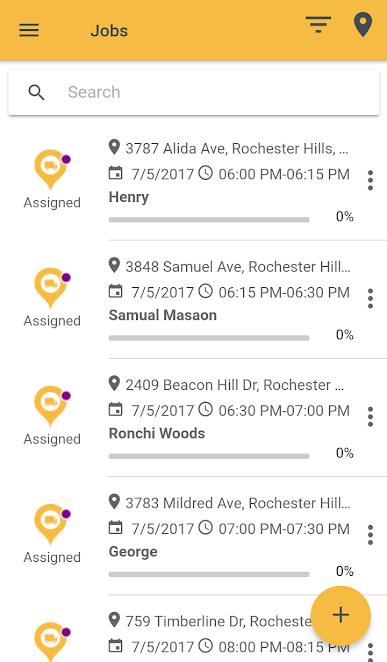 Jobs
Search
3787 Alida Ave, Rochester Hills, ...
7/5/2017 06:00 PM-06:15 PM
Henry
Assigned
0%
3848 Samuel Ave, Rochester Hill...
7/5/2017 06:15 PM-06:30 PM
Samual Masaon
Assigned
0%
2409 Beacon Hill Dr, Rochester ...
7/5/2017 06:30 PM-07:00 PM
Ronchi Woods
Assigned
0%
3783 Mildred Ave, Rochester Hill...
7/5/2017 07:00 PM-07:30 PM
George
Assigned
0%
759 Timberline Dr, Rocheste
7/5/2017 08:00 PM-08:15 PM